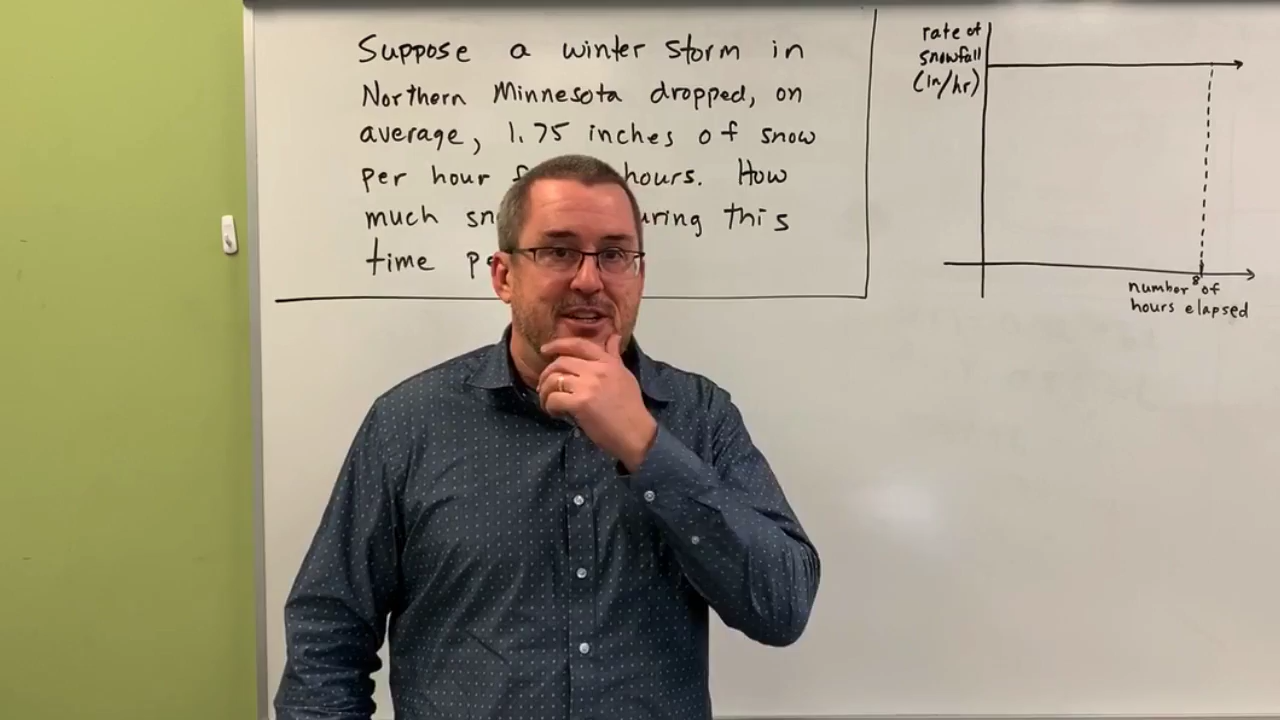 Suppose a winter storm in
Northern Minnesota dropped, on
average, 1.75 inches of snow
per hour hours. How
much this
time
rate of
snowfall
(in/hr)
8
number of
hours elapsed